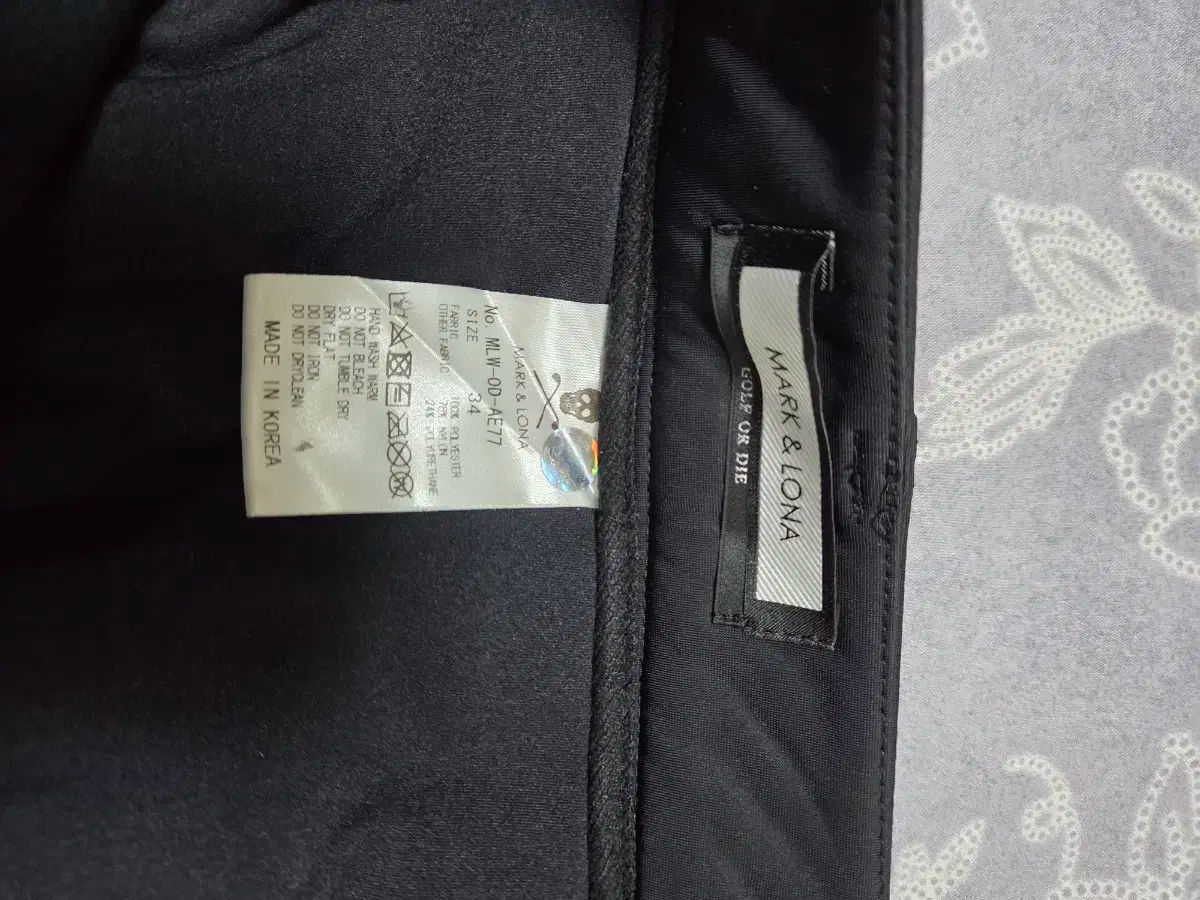 MARK & LONA
No. MLW-OD-AE77
SIZE 34
FABRIC 100% POLYESTER
OTHER FABRIC 76% NYLON
24% POLYURETHANE
HAND WASH WARM
DO NOT BLEACH
DO NOT TUMBLE DRY
DRY FLAT
DO NOT IRON
DO NOT DRYCLEAN
MADE IN KOREA
MARK & LONA
GOLF OR DIE